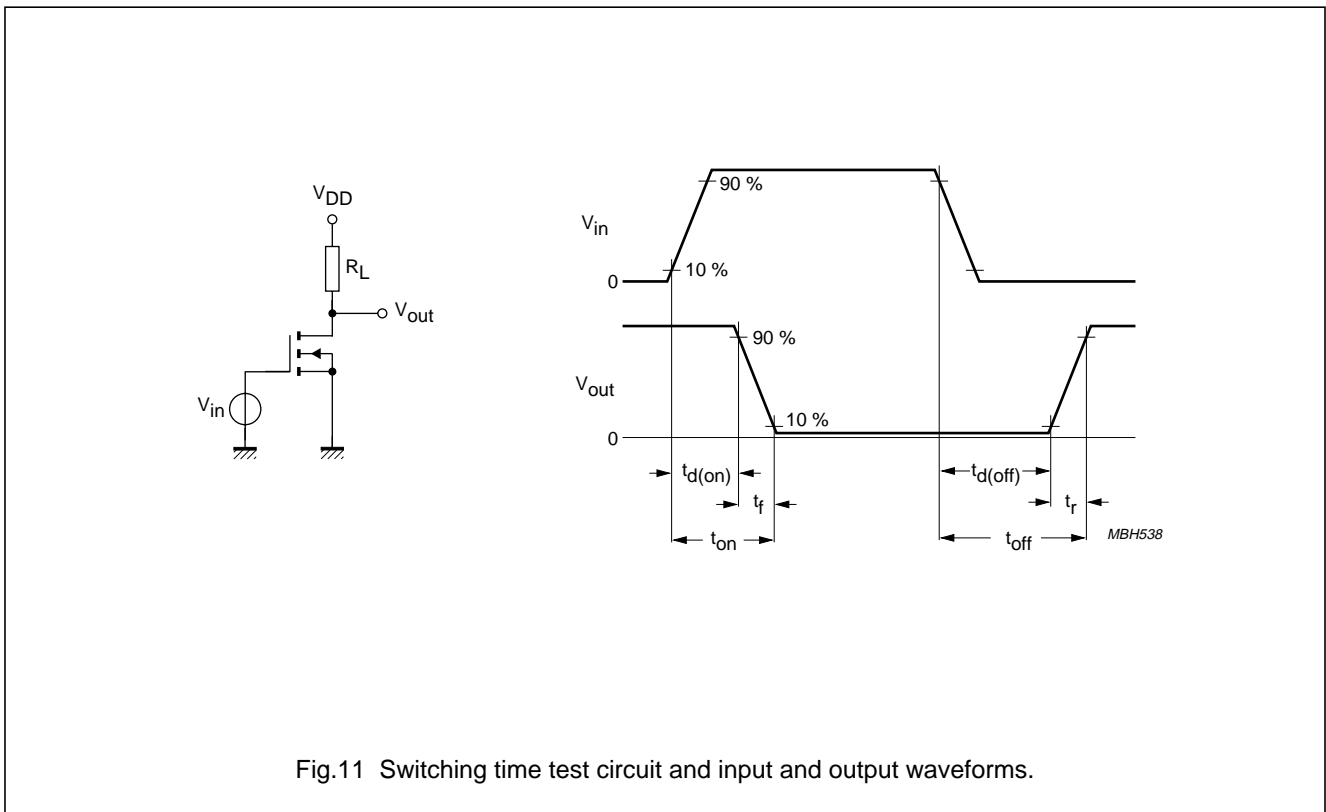 V_DD
R_L
V_out
V_in
V_in
90 %
10 %
0
90 %
V_out
10 %
0
t_d(on)
t_d(off)
t_f
t_r
t_on
t_off
MBH538
Fig.11 Switching time test circuit and input and output waveforms.